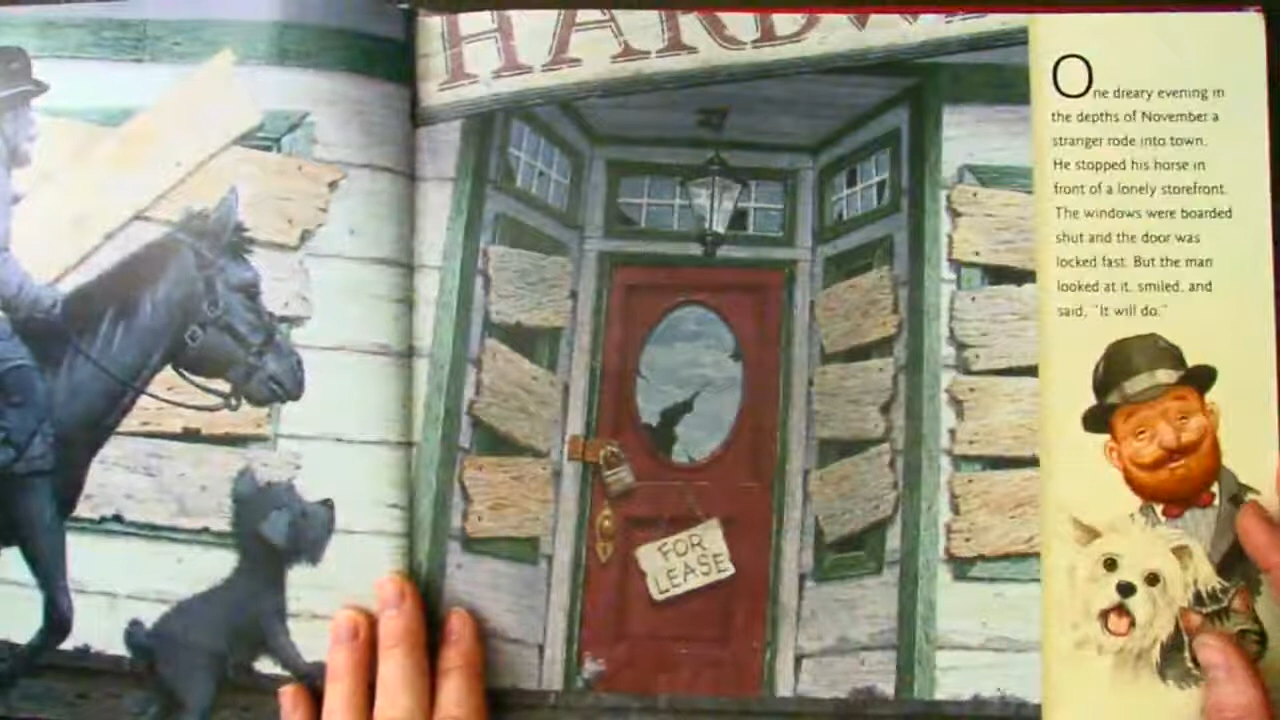 HARDW
FOR
LEASE
One dreary evening in
the depths of November a
stranger rode into town.
He stopped his horse in
front of a lonely storefront.
The windows were boarded
shut and the door was
locked fast. But the man
looked at it, smiled, and
said, "It will do."